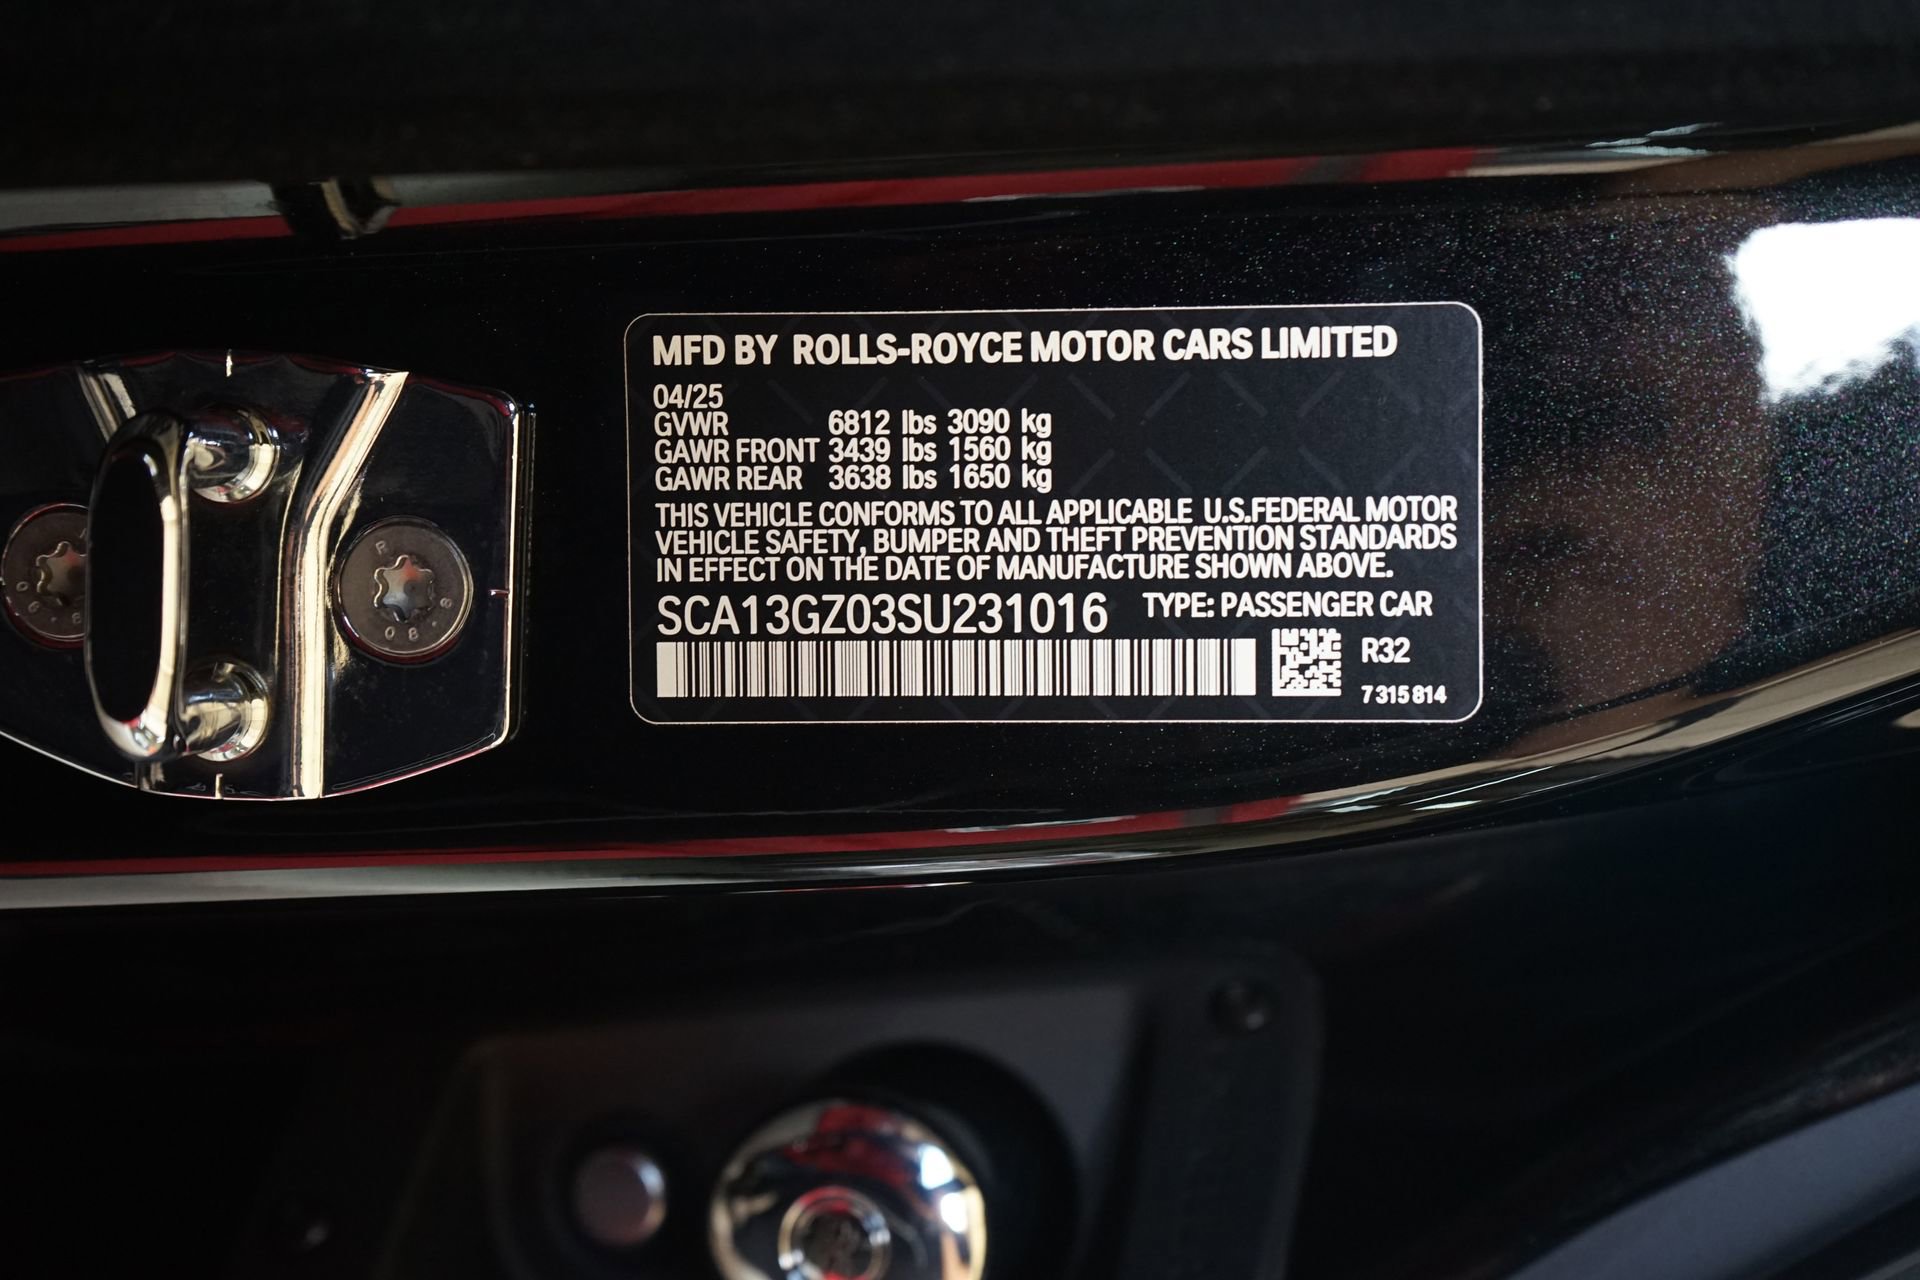 MFD BY ROLLS-ROYCE MOTOR CARS LIMITED
04/25
GVWR 6812 lbs 3090 kg
GAWR FRONT 3439 lbs 1560 kg
GAWR REAR 3638 lbs 1650 kg
THIS VEHICLE CONFORMS TO ALL APPLICABLE U.S.FEDERAL MOTOR
VEHICLE SAFETY, BUMPER AND THEFT PREVENTION STANDARDS
IN EFFECT ON THE DATE OF MANUFACTURE SHOWN ABOVE.
SCA13GZ03SU231016 TYPE: PASSENGER CAR
R32
7 315 814